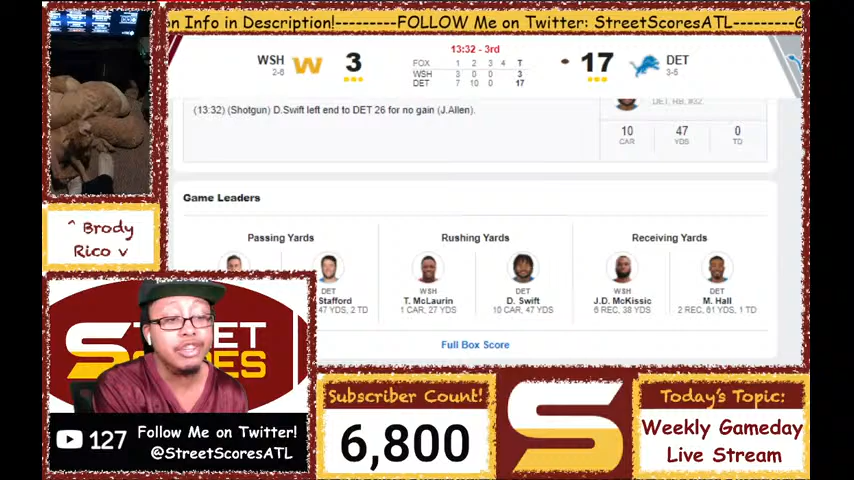 on Info in Description!---------FOLLOW Me on Twitter: StreetScoresATL---------G
WSH
2-6
3
13:32 - 3rd
FOX 1 2 3 4 T
WSH 3 0 0 3
DET 7 10 0 17
17
DET
3-5
(13:32) (Shotgun) D.Swift left end to DET 26 for no gain (J.Allen).
DET, RB, #32
10 47 0
CAR YDS TD
Game Leaders
Passing Yards
Rushing Yards
Receiving Yards
DET
Stafford
47 YDS, 2 TD
WSH
T. McLaurin
1 CAR, 27 YDS
DET
D. Swift
10 CAR, 47 YDS
WSH
J.D. McKissic
6 REC, 38 YDS
DET
M. Hall
2 REC, 61 YDS, 1 TD
Full Box Score
^ Brody
Rico v
STREET
SCORES
127
Follow Me on Twitter!
@StreetScoresATL
Subscriber Count!
6,800
S
Today's Topic:
Weekly Gameday
Live Stream